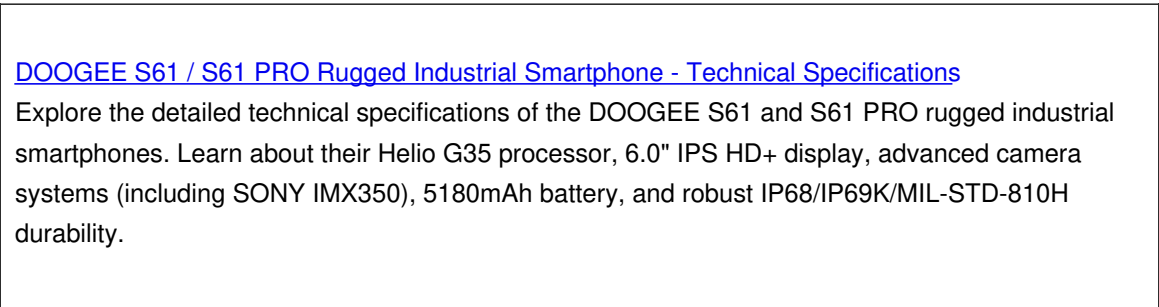 DOOGEE S61 / S61 PRO Rugged Industrial Smartphone - Technical Specifications
Explore the detailed technical specifications of the DOOGEE S61 and S61 PRO rugged industrial
smartphones. Learn about their Helio G35 processor, 6.0" IPS HD+ display, advanced camera
systems (including SONY IMX350), 5180mAh battery, and robust IP68/IP69K/MIL-STD-810H
durability.